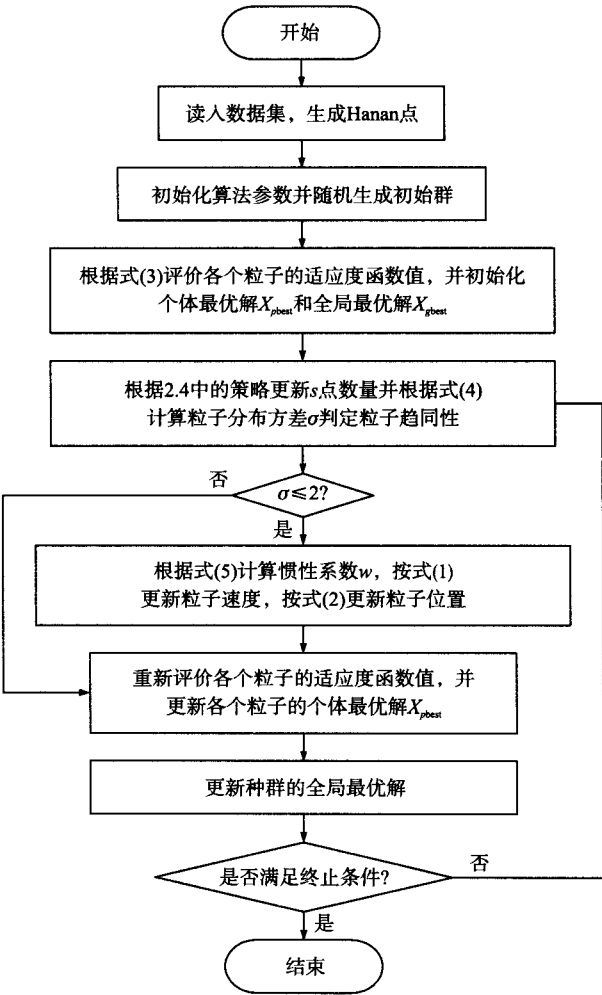 开始
读入数据集，生成Hanan点
初始化算法参数并随机生成初始群
根据式(3)评价各个粒子的适应度函数值，并初始化
个体最优解Xpbest和全局最优解Xgbest
根据2.4中的策略更新s点数量并根据式(4)
计算粒子分布方差σ判定粒子趋同性
否
σ≤2?
是
根据式(5)计算惯性系数w，按式(1)
更新粒子速度，按式(2)更新粒子位置
重新评价各个粒子的适应度函数值，并
更新各个粒子的个体最优解Xpbest
更新种群的全局最优解
是否满足终止条件?
否
是
结束